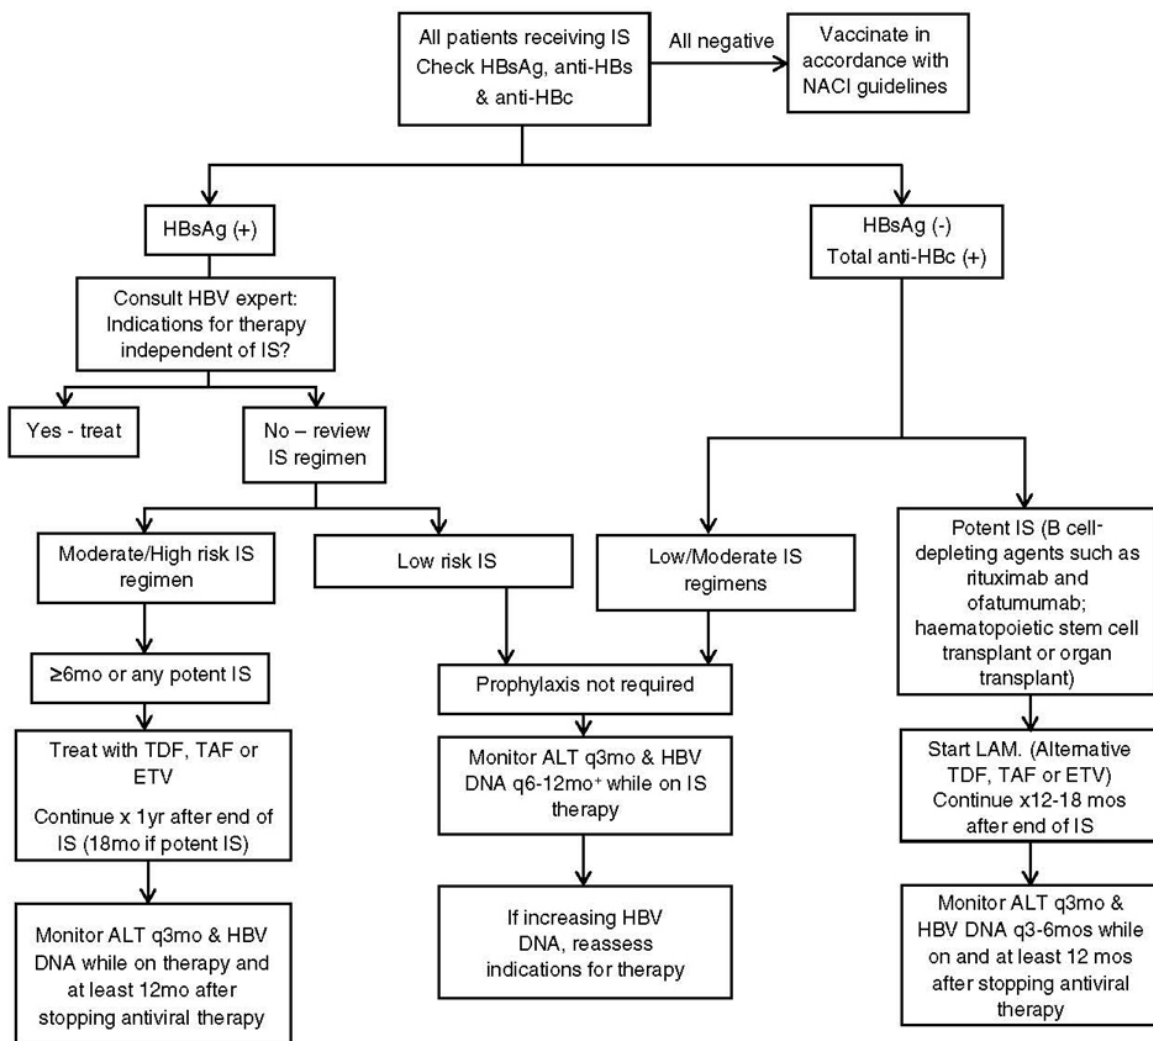 All patients receiving IS
Check HBsAg, anti-HBs
& anti-HBc
All negative
Vaccinate in
accordance with
NACI guidelines
HBsAg (+)
HBsAg (-)
Total anti-HBc (+)
Consult HBV expert:
Indications for therapy
independent of IS?
Yes - treat
No – review
IS regimen
Moderate/High risk IS
regimen
Low risk IS
Low/Moderate IS
regimens
Potent IS (B cell-
depleting agents such as
rituximab and
ofatumumab;
haematopoietic stem cell
transplant or organ
transplant)
≥6mo or any potent IS
Prophylaxis not required
Treat with TDF, TAF or
ETV
Continue x 1yr after end of
IS (18mo if potent IS)
Monitor ALT q3mo & HBV
DNA q6-12mo⁺ while on IS
therapy
Start LAM. (Alternative
TDF, TAF or ETV)
Continue x12-18 mos
after end of IS
Monitor ALT q3mo & HBV
DNA while on therapy and
at least 12mo after
stopping antiviral therapy
If increasing HBV
DNA, reassess
indications for therapy
Monitor ALT q3mo &
HBV DNA q3-6mos while
on and at least 12 mos
after stopping antiviral
therapy